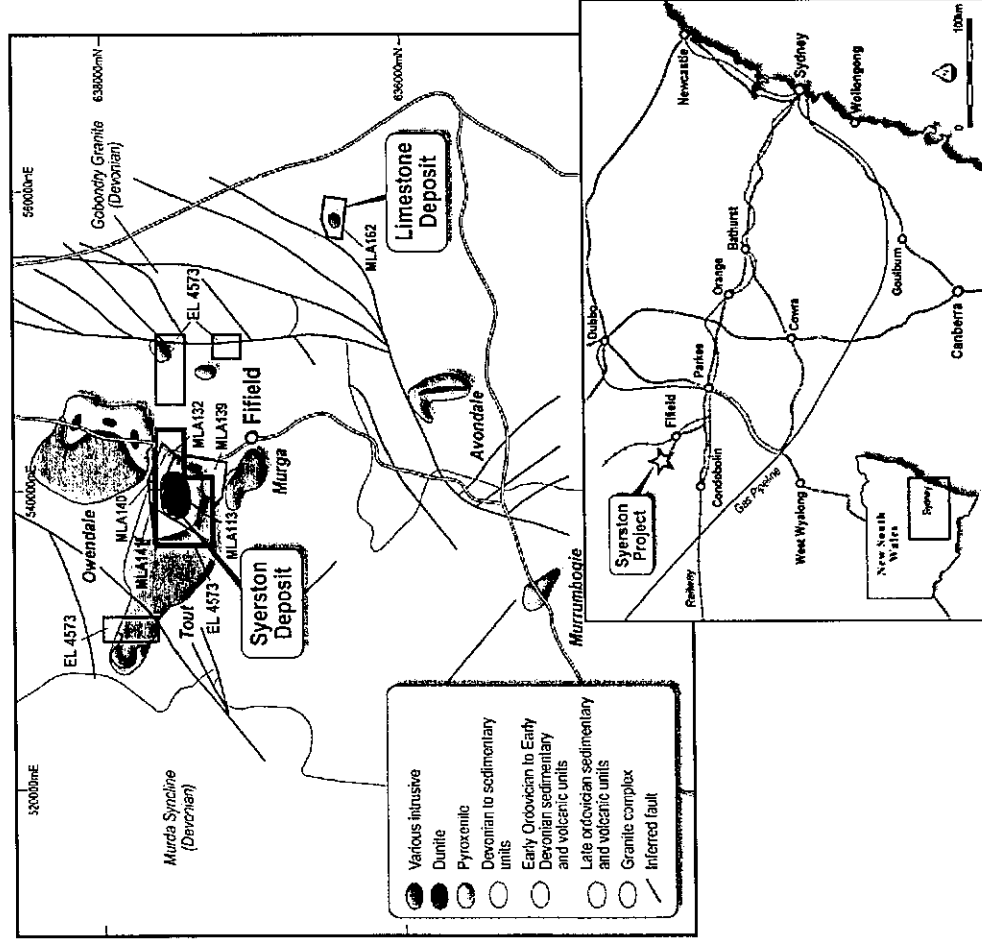 520000mE
540000mE
560000mE
638000mN
636000mN
Murda Syncline
(Devonian)
Gobondry Granite
(Devonian)
EL 4573
Owendale
MLA140
MLA141
MLA132
MLA139
EL 4573
Tout
EL 4573
MLA113
Syerston
Deposit
Fifield
Murga
MLA162
Limestone
Deposit
Avondale
Murrumbogie
Various intrusive
Dunite
Pyroxenile
Devonian to sedimentary
units
Early Ordovician to Early
Devonian sedimentary
and volcanic units
Late ordovician sedimentary
and volcanic units
Granite complex
Inferred fault
Syerston
Project
Fifield
Dubbo
Newcastle
Condobolin
Parkes
Orange
Bathurst
Sydney
Railway
Gas Pipeline
Cowra
Wollongong
West Wyalong
Goulburn
Canberra
New South
Wales
Sydney
0
100km